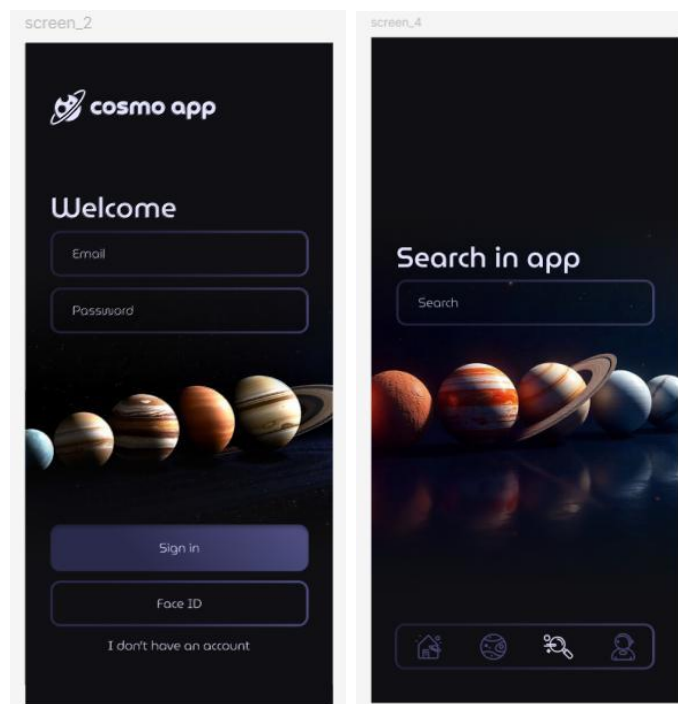 screen_2
cosmo app
Welcome
Email
Password
Sign in
Face ID
I don't have an account
screen_4
Search in app
Search